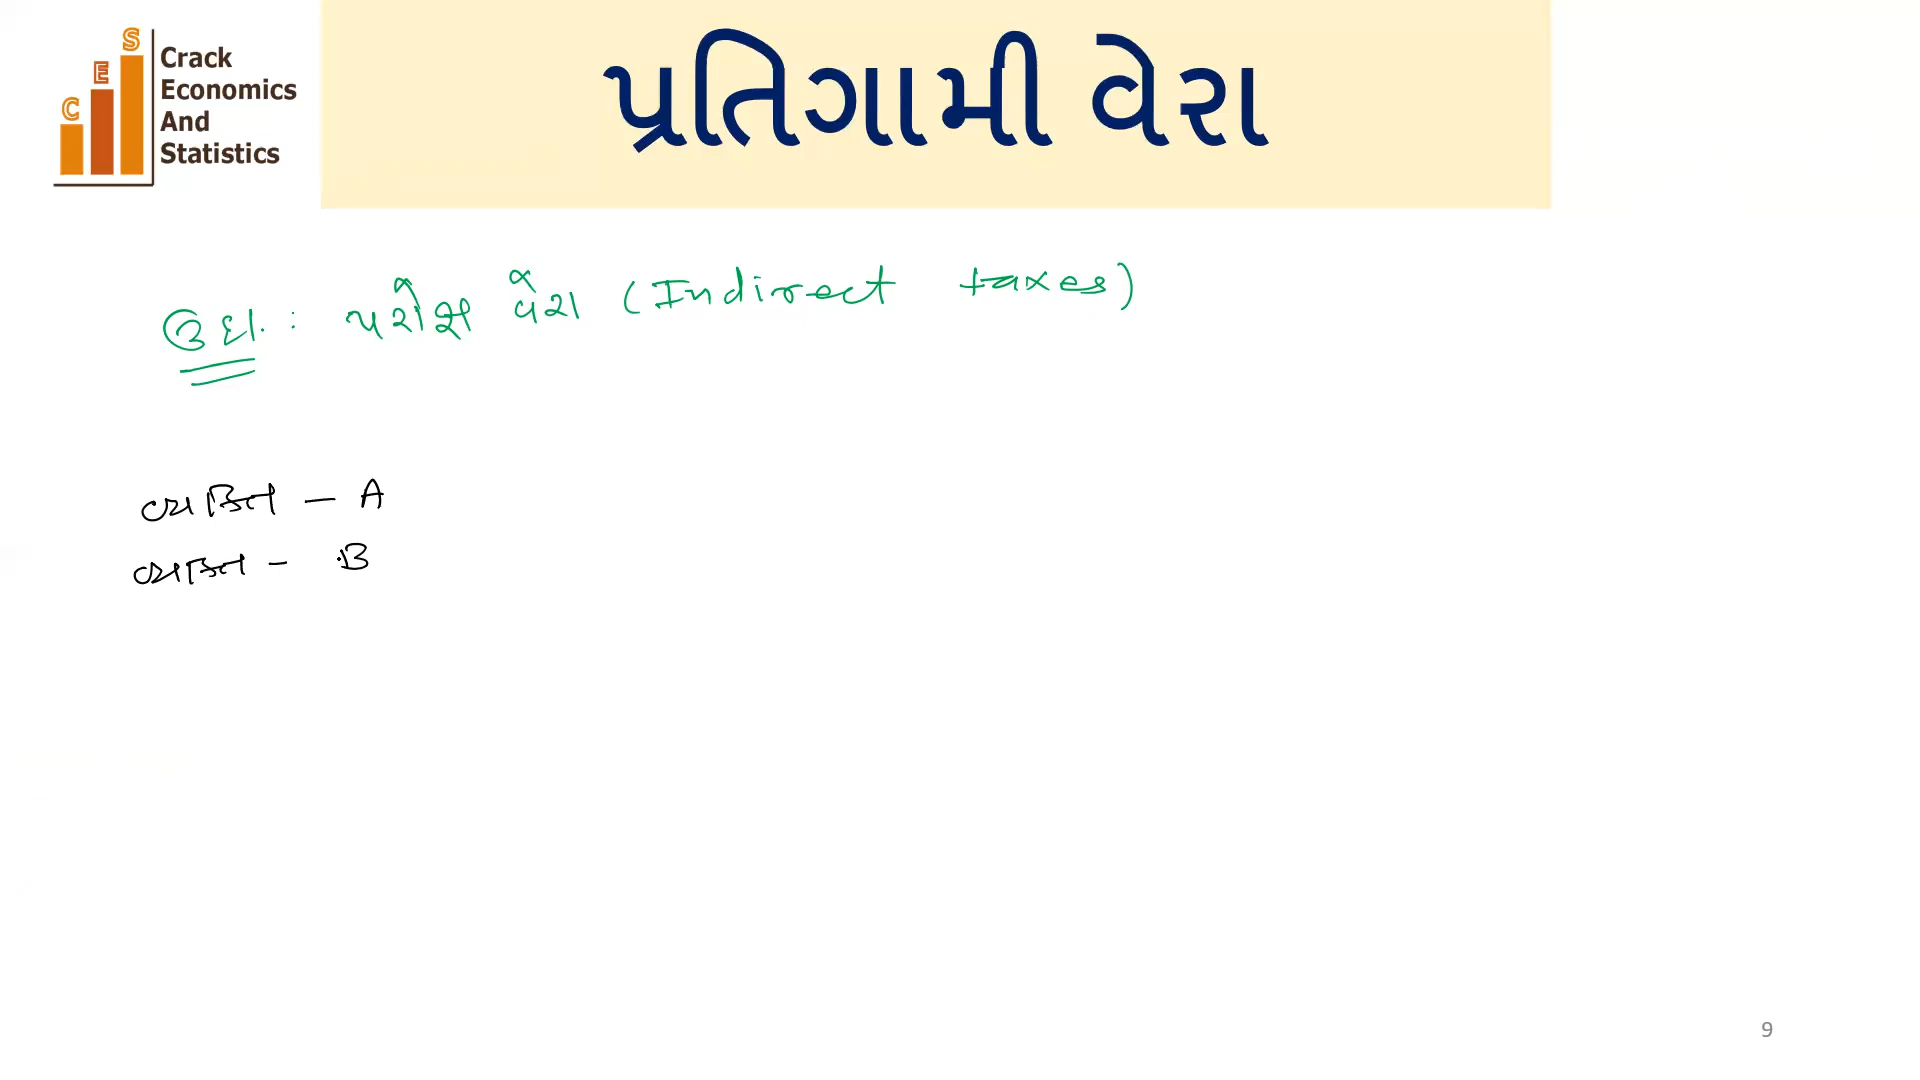 C E S
Crack
Economics
And
Statistics
પ્રતિગામી વેરા
ઉદા. : પરોક્ષ વેરા (Indirect taxes)
વ્યક્તિ - A
વ્યક્તિ - B
9